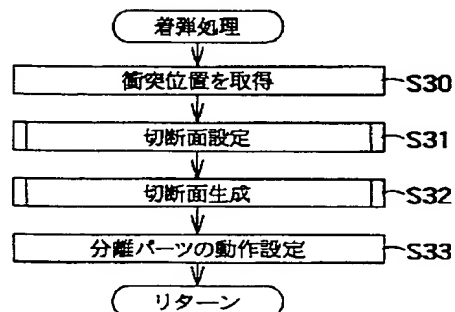 着弾処理
衝突位置を取得 S30
切断面設定 S31
切断面生成 S32
分離パーツの動作設定 S33
リターン